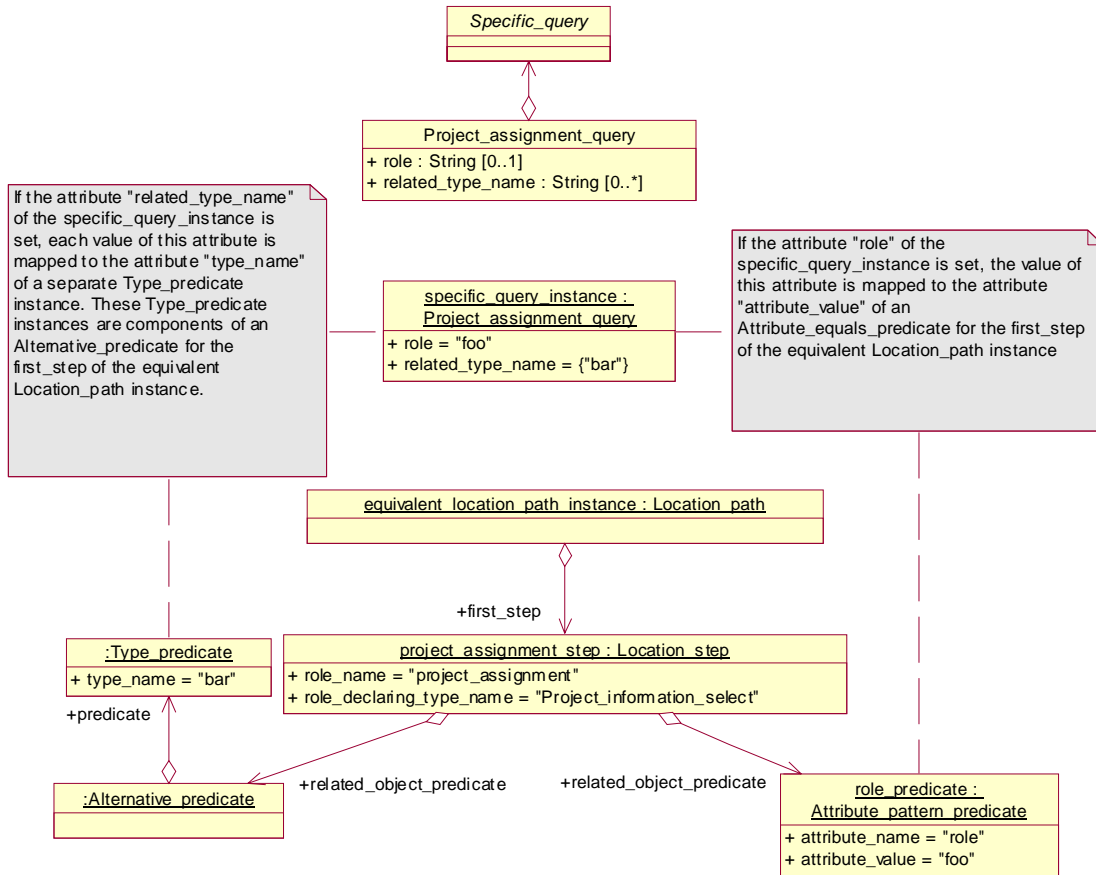 Specific_query
Project_assignment_query
+ role : String [0..1]
+ related_type_name : String [0..*]
If the attribute "related_type_name"
of the specific_query_instance is
set, each value of this attribute is
mapped to the attribute "type_name"
of a separate Type_predicate
instance. These Type_predicate
instances are components of an
Alternative_predicate for the
first_step of the equivalent
Location_path instance.
specific_query_instance :
Project_assignment_query
+ role = "foo"
+ related_type_name = {"bar"}
If the attribute "role" of the
specific_query_instance is set, the value of
this attribute is mapped to the attribute
"attribute_value" of an
Attribute_equals_predicate for the first_step
of the equivalent Location_path instance
equivalent_location_path_instance : Location_path
+first_step
:Type_predicate
+ type_name = "bar"
project_assignment_step : Location_step
+ role_name = "project_assignment"
+ role_declaring_type_name = "Project_information_select"
+predicate
+related_object_predicate
+related_object_predicate
:Alternative_predicate
role_predicate :
Attribute_pattern_predicate
+ attribute_name = "role"
+ attribute_value = "foo"